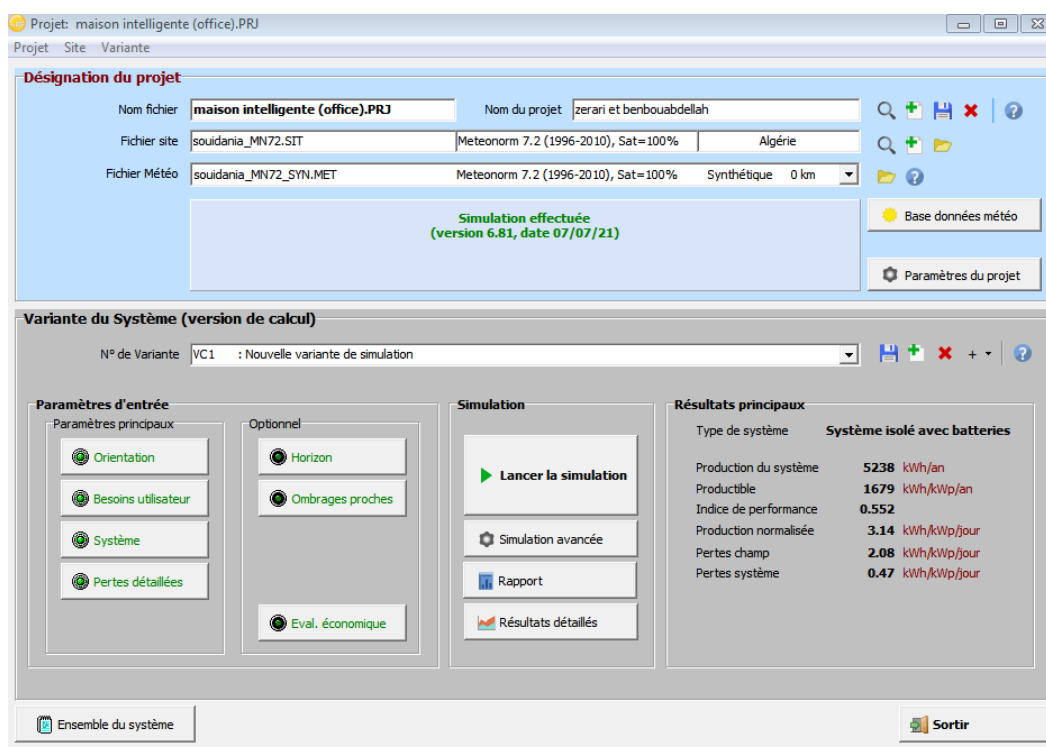 Projet: maison intelligente (office).PRJ
Projet Site Variante
Désignation du projet
Nom fichier maison intelligente (office).PRJ Nom du projet zerari et benbouabdellah
Fichier site souidania_MN72.SIT Meteonorm 7.2 (1996-2010), Sat=100% Algérie
Fichier Météo souidania_MN72_SYN.MET Meteonorm 7.2 (1996-2010), Sat=100% Synthétique 0 km
Simulation effectuée
(version 6.81, date 07/07/21)
Base données météo
Paramètres du projet
Variante du Système (version de calcul)
N° de Variante VC1 : Nouvelle variante de simulation
Paramètres d'entrée
Paramètres principaux
Orientation
Besoins utilisateur
Système
Pertes détaillées
Optionnel
Horizon
Ombrages proches
Eval. économique
Simulation
Lancer la simulation
Simulation avancée
Rapport
Résultats détaillés
Résultats principaux
Type de système Système isolé avec batteries
Production du système 5238 kWh/an
Productible 1679 kWh/kWp/an
Indice de performance 0.552
Production normalisée 3.14 kWh/kWp/jour
Pertes champ 2.08 kWh/kWp/jour
Pertes système 0.47 kWh/kWp/jour
Ensemble du système
Sortir